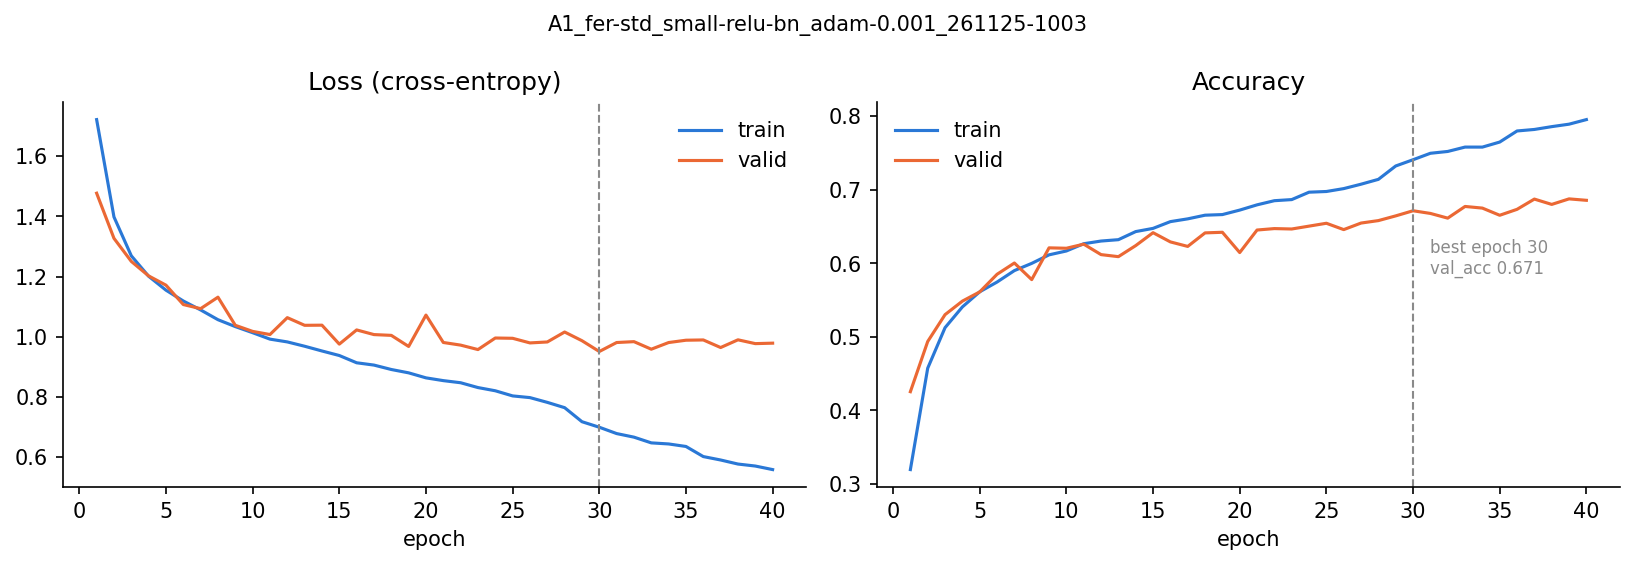 A1_fer-std_small-relu-bn_adam-0.001_261125-1003
Loss (cross-entropy)
train
valid
1.6
1.4
1.2
1.0
0.8
0.6
0 5 10 15 20 25 30 35 40
epoch
Accuracy
train
valid
best epoch 30
val_acc 0.671
0.8
0.7
0.6
0.5
0.4
0.3
0 5 10 15 20 25 30 35 40
epoch